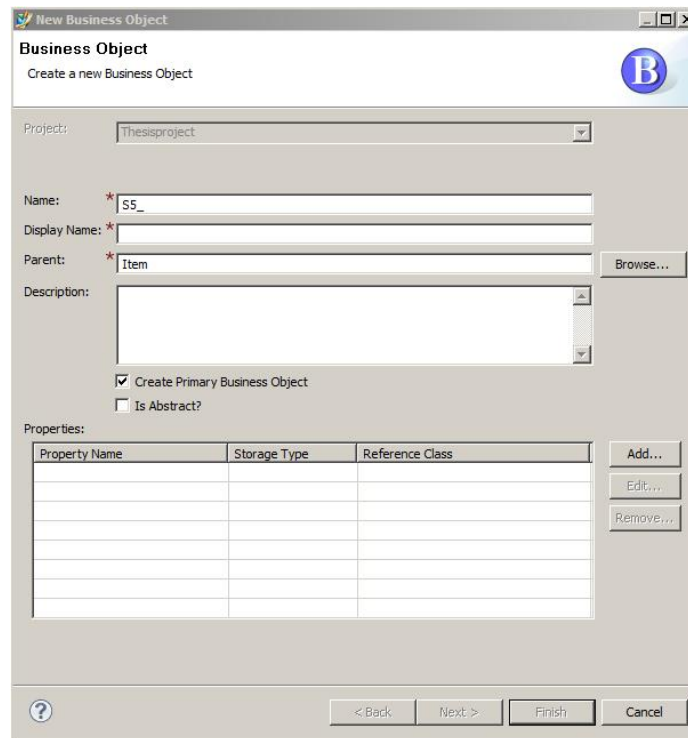 New Business Object
Business Object
Create a new Business Object
B
Project:
Thesisproject
Name:
* S5_
Display Name: *
Parent:
* Item
Browse...
Description:
Create Primary Business Object
Is Abstract?
Properties:
Property Name Storage Type Reference Class
Add...
Edit...
Remove...
? < Back Next > Finish Cancel